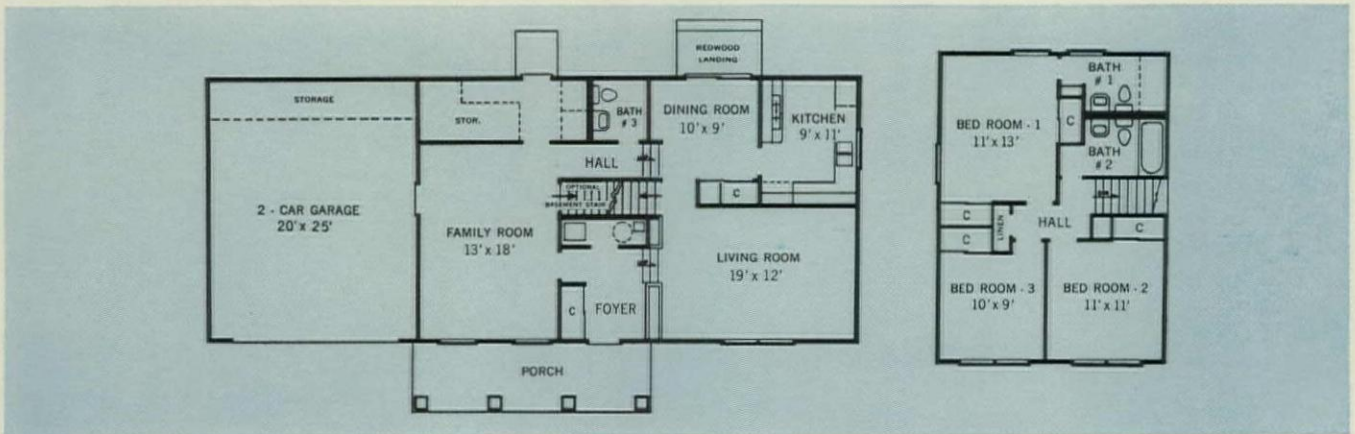 REDWOOD
LANDING
STORAGE
STOR.
BATH
# 3
DINING ROOM
10' x 9'
KITCHEN
9' x 11'
HALL
OPTIONAL
BASEMENT STAIR
2 - CAR GARAGE
20' x 25'
FAMILY ROOM
13' x 18'
C
LIVING ROOM
19' x 12'
C
FOYER
PORCH
BATH
# 1
BED ROOM - 1
11' x 13'
C
BATH
# 2
C
LINEN
HALL
C
C
BED ROOM - 3
10' x 9'
BED ROOM - 2
11' x 11'